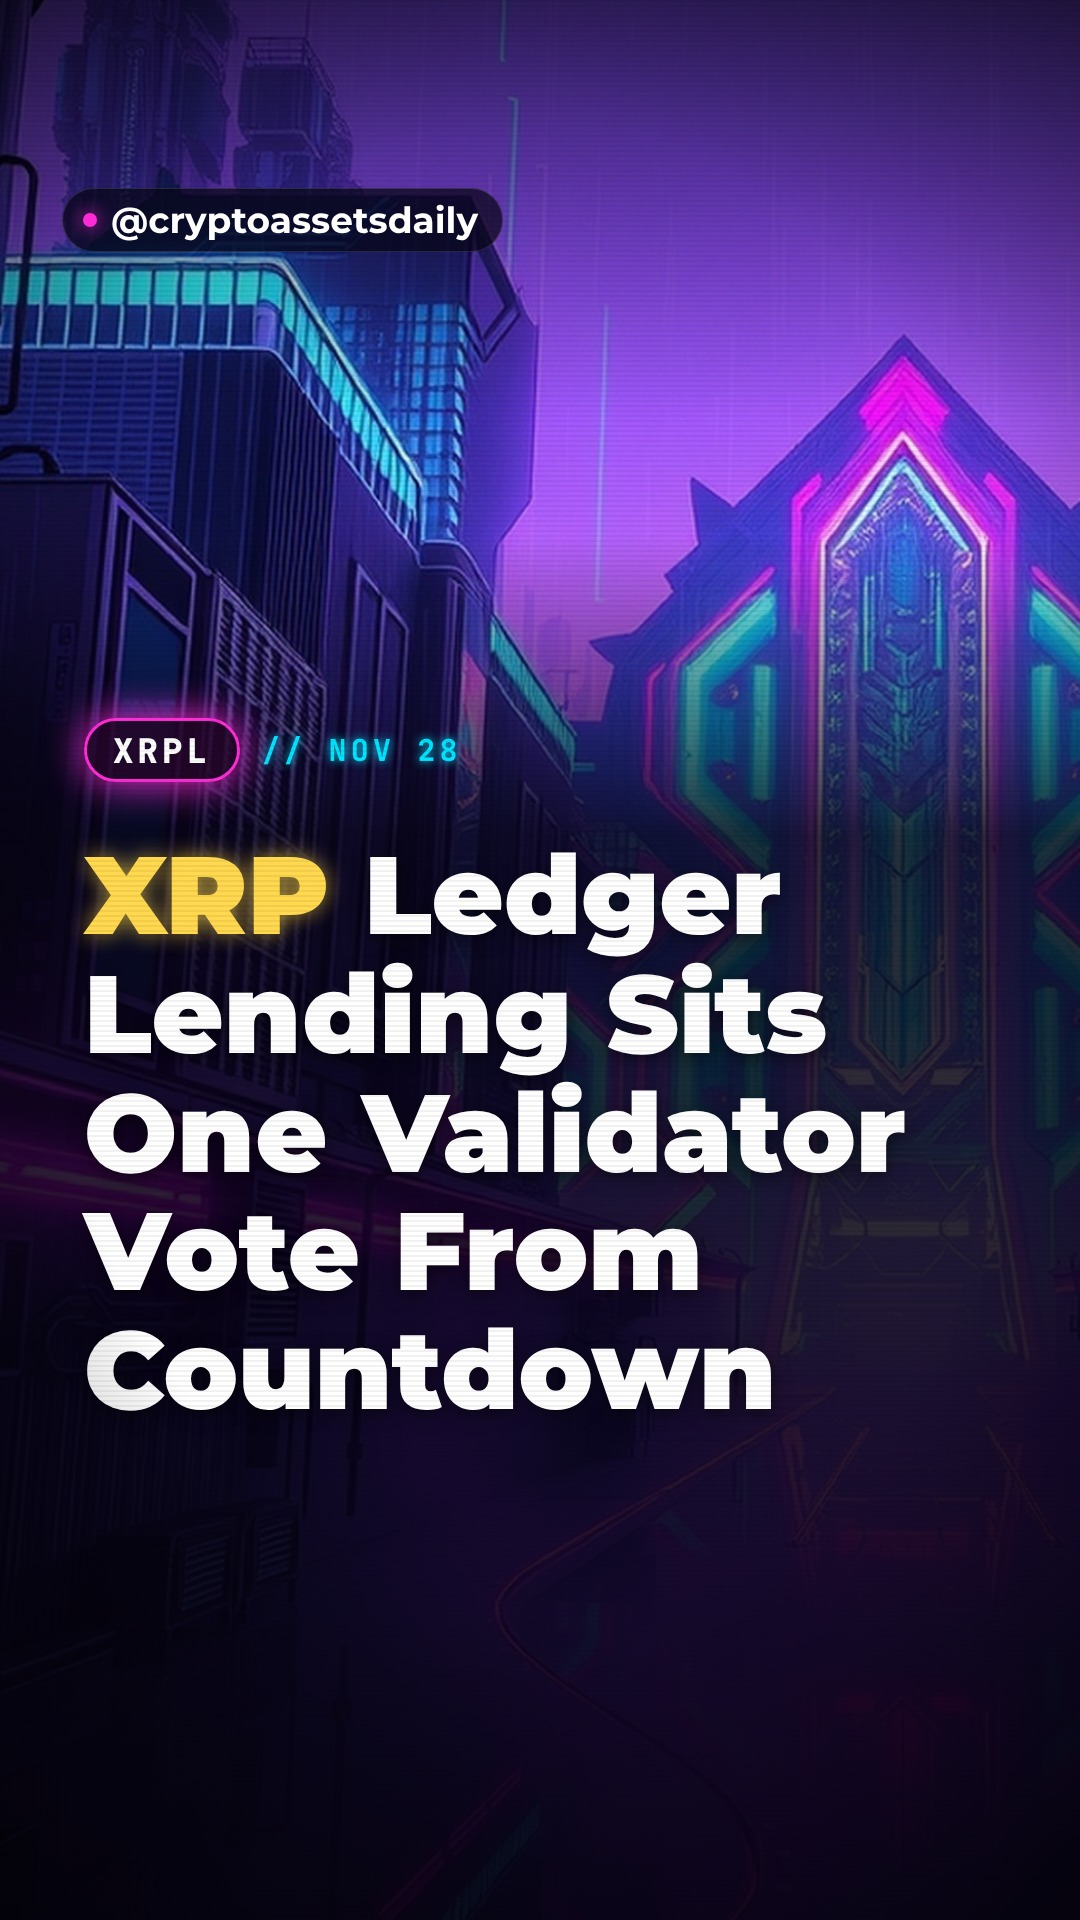 @cryptoassetsdaily
XRPL // NOV 28
XRP Ledger
Lending Sits
One Validator
Vote From
Countdown